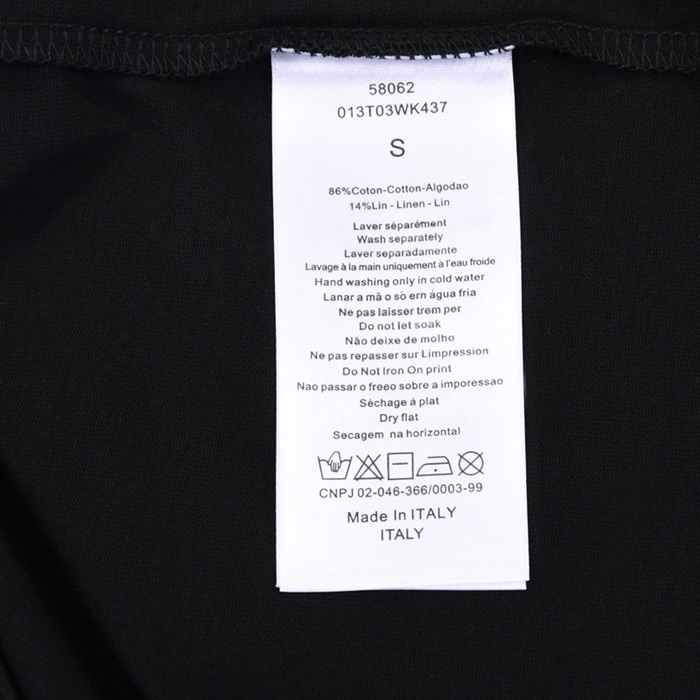 58062
013T03WK437
S
86%Coton-Cotton-Algodao
14%Lin - Linen - Lin
Laver séparément
Wash separately
Laver separadamente
Lavage à la main uniquement à l'eau froide
Hand washing only in cold water
Lanar a mã o sò ern água fria
Ne pas laisser trem per
Do not let soak
Não deixe de molho
Ne pas repasser sur Limpression
Do Not Iron On print
Nao passar o freeo sobre a imporessao
Séchage á plat
Dry flat
Secagem na horizontal
CNPJ 02-046-366/0003-99
Made In ITALY
ITALY